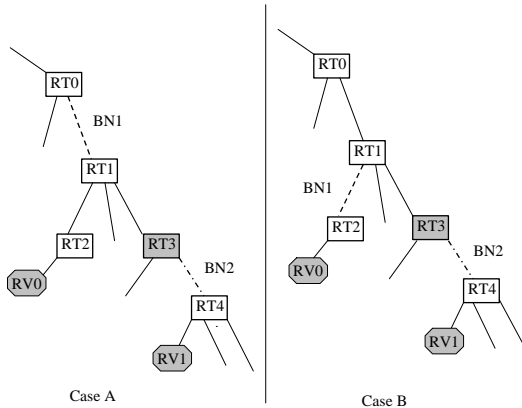 RT0
BN1
RT1
RT2
RT3
RV0
BN2
RT4
RV1
Case A
RT0
RT1
BN1
RT2
RT3
RV0
BN2
RT4
RV1
Case B